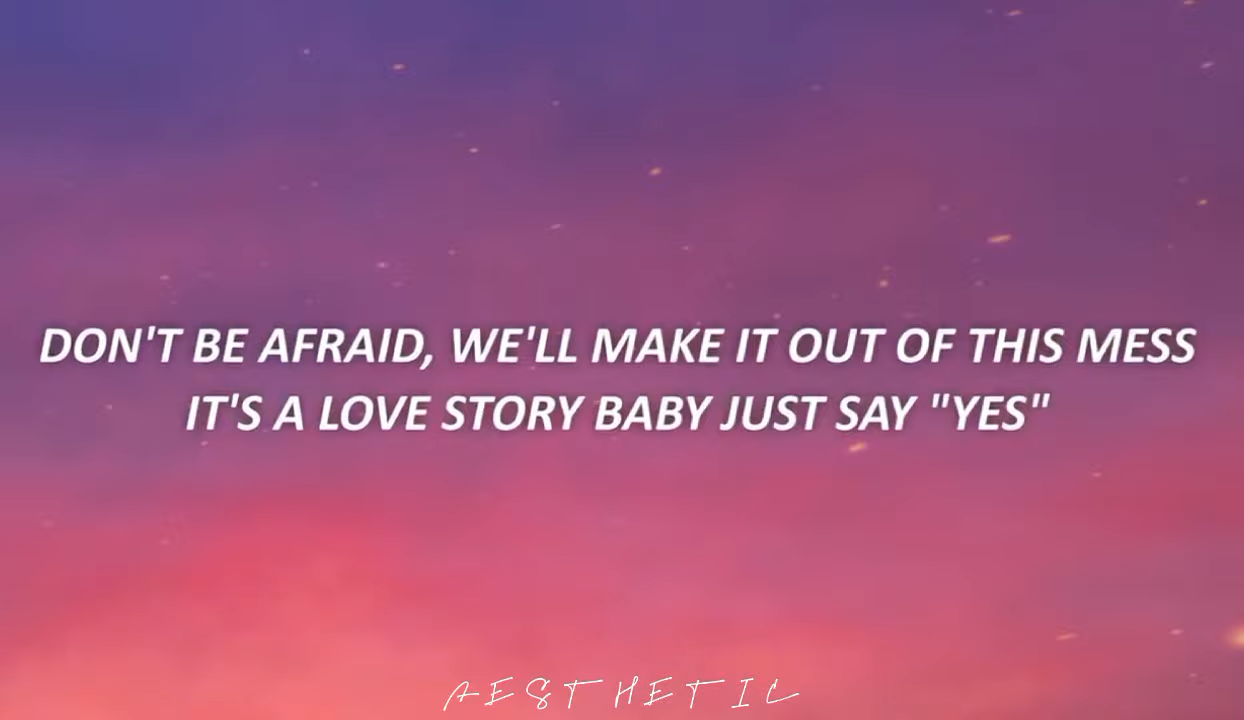 DON'T BE AFRAID, WE'LL MAKE IT OUT OF THIS MESS
IT'S A LOVE STORY BABY JUST SAY "YES"
AESTHETIC